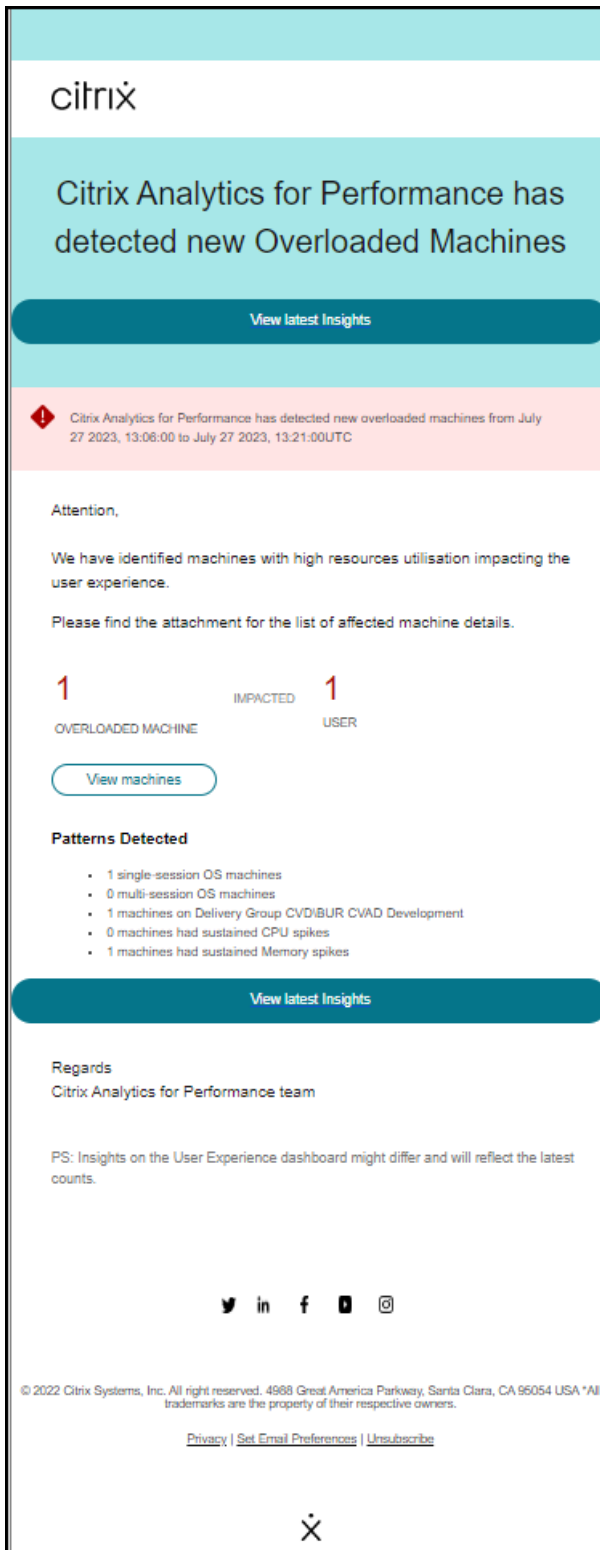 citrix
Citrix Analytics for Performance has
detected new Overloaded Machines
View latest Insights
Citrix Analytics for Performance has detected new overloaded machines from July
27 2023, 13:06:00 to July 27 2023, 13:21:00UTC
Attention,
We have identified machines with high resources utilisation impacting the
user experience.
Please find the attachment for the list of affected machine details.
1 IMPACTED 1
OVERLOADED MACHINE USER
View machines
Patterns Detected
• 1 single-session OS machines
• 0 multi-session OS machines
• 1 machines on Delivery Group CVD\BUR CVAD Development
• 0 machines had sustained CPU spikes
• 1 machines had sustained Memory spikes
View latest Insights
Regards
Citrix Analytics for Performance team
PS: Insights on the User Experience dashboard might differ and will reflect the latest
counts.
© 2022 Citrix Systems, Inc. All right reserved. 4988 Great America Parkway, Santa Clara, CA 95054 USA *All
trademarks are the property of their respective owners.
Privacy | Set Email Preferences | Unsubscribe